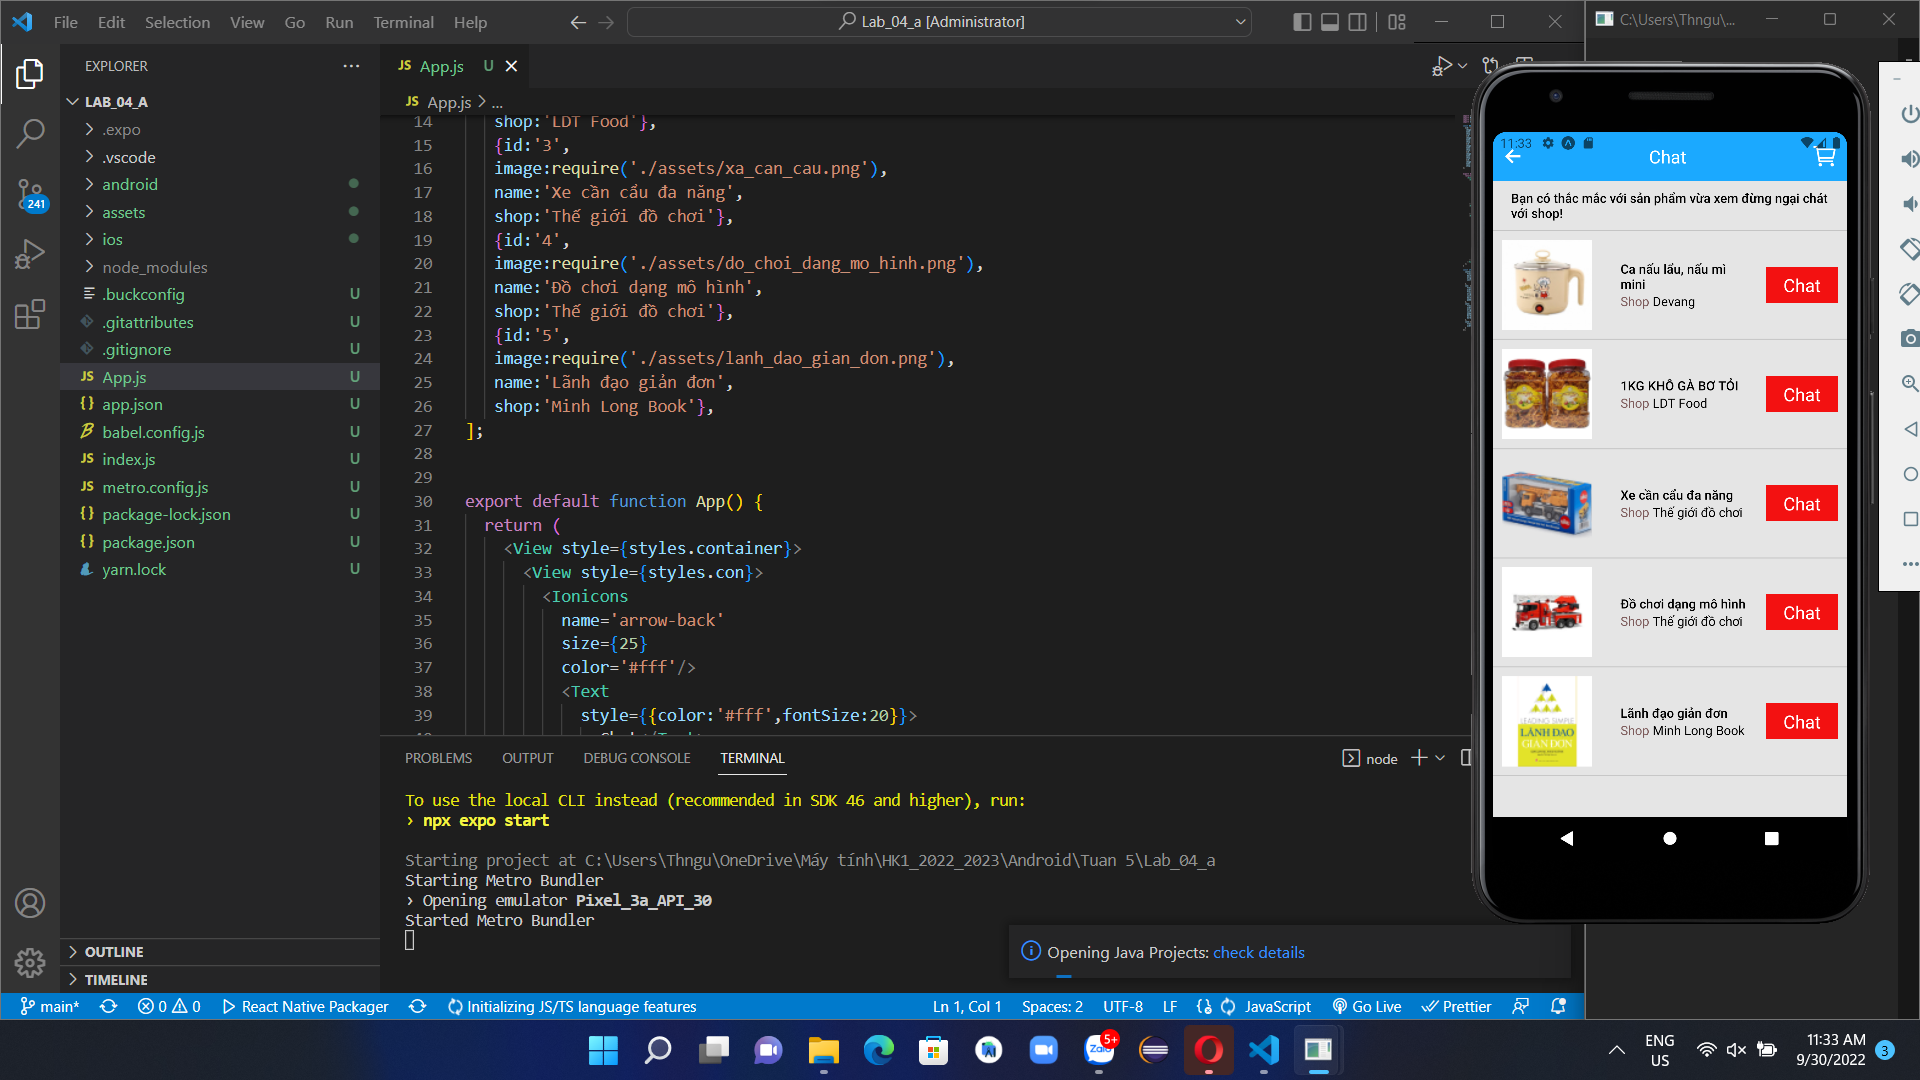 File Edit Selection View Go Run Terminal Help
Lab_04_a [Administrator]
C:\Users\Thngu\...
EXPLORER
LAB_04_A
.expo
.vscode
android
assets
ios
node_modules
.buckconfig U
.gitattributes U
.gitignore U
JS App.js U
{} app.json U
babel.config.js U
JS index.js U
JS metro.config.js U
{} package-lock.json U
{} package.json U
yarn.lock U
OUTLINE
TIMELINE
241
JS App.js U
JS App.js > ...
14 shop:'LDT Food'},
15 {id:'3',
16 image:require('./assets/xa_can_cau.png'),
17 name:'Xe cần cẩu đa năng',
18 shop:'Thế giới đồ chơi'},
19 {id:'4',
20 image:require('./assets/do_choi_dang_mo_hinh.png'),
21 name:'Đồ chơi dạng mô hình',
22 shop:'Thế giới đồ chơi'},
23 {id:'5',
24 image:require('./assets/lanh_dao_gian_don.png'),
25 name:'Lãnh đạo giản đơn',
26 shop:'Minh Long Book'},
27 ];
28
29
30 export default function App() {
31 return (
32 <View style={styles.container}>
33 <View style={styles.con}>
34 <Ionicons
35 name='arrow-back'
36 size={25}
37 color='#fff'/>
38 <Text
39 style={{color:'#fff',fontSize:20}}>
PROBLEMS OUTPUT DEBUG CONSOLE TERMINAL
node
To use the local CLI instead (recommended in SDK 46 and higher), run:
› npx expo start
Starting project at C:\Users\Thngu\OneDrive\Máy tính\HK1_2022_2023\Android\Tuan 5\Lab_04_a
Starting Metro Bundler
› Opening emulator Pixel_3a_API_30
Started Metro Bundler
Opening Java Projects: check details
main* 0 0 React Native Packager Initializing JS/TS language features
Ln 1, Col 1 Spaces: 2 UTF-8 LF JavaScript Go Live Prettier
11:33
Chat
Bạn có thắc mắc với sản phẩm vừa xem đừng ngại chát
với shop!
Ca nấu lẩu, nấu mì
mini
Shop Devang
Chat
1KG KHÔ GÀ BƠ TỎI
Shop LDT Food
Chat
Xe cần cẩu đa năng
Shop Thế giới đồ chơi
Chat
Đồ chơi dạng mô hình
Shop Thế giới đồ chơi
Chat
LEADING SIMPLE
LÃNH ĐẠO
GIẢN ĐƠN
Lãnh đạo giản đơn
Shop Minh Long Book
Chat
Zalo
5+
ENG
US
11:33 AM
9/30/2022
3